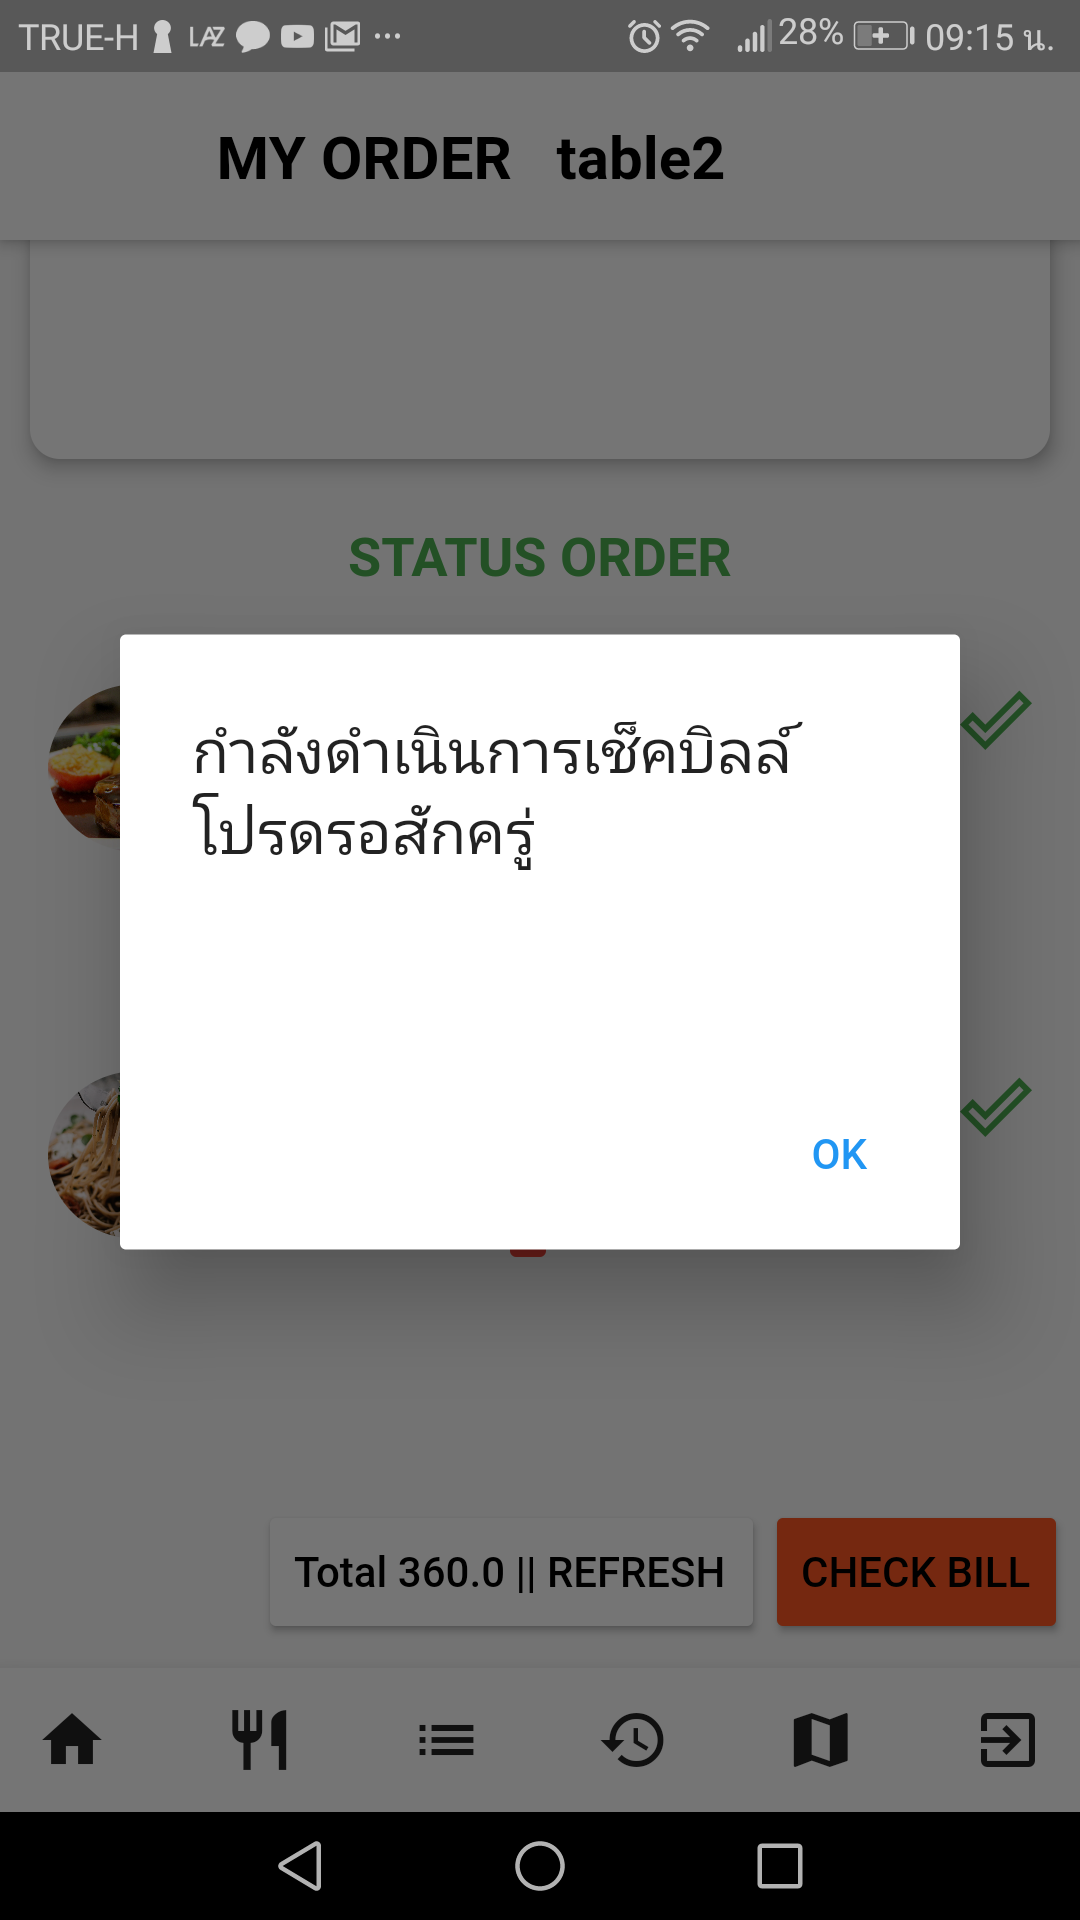 TRUE-H LAZ 28% 09:15 น.
MY ORDER table2
STATUS ORDER
กำลังดำเนินการเช็คบิลล์
โปรดรอสักครู่
OK
Total 360.0 || REFRESH
CHECK BILL